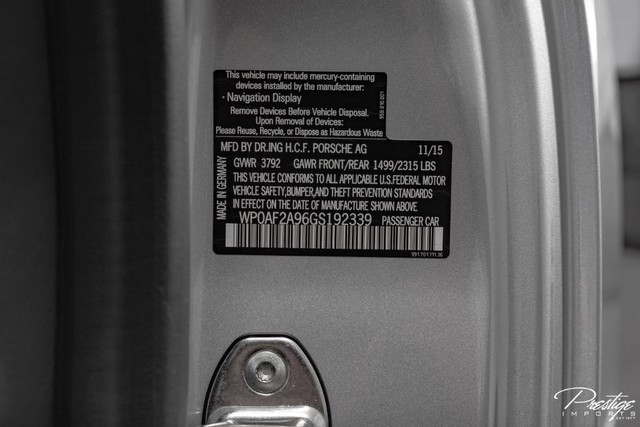 This vehicle may include mercury-containing
devices installed by the manufacturer:
· Navigation Display
Remove Devices Before Vehicle Disposal.
Upon Removal of Devices:
Please Reuse, Recycle, or Dispose as Hazardous Waste
MFD BY DR.ING H.C.F. PORSCHE AG 11/15
GVWR 3792 GAWR FRONT/REAR 1499/2315 LBS
THIS VEHICLE CONFORMS TO ALL APPLICABLE U.S.FEDERAL MOTOR
VEHICLE SAFETY,BUMPER,AND THEFT PREVENTION STANDARDS
IN EFFECT ON THE DATE OF MANUFACTURE SHOWN ABOVE
WP0AF2A96GS192339 PASSENGER CAR
MADE IN GERMANY
991.701.111.36
Prestige
IMPORTS